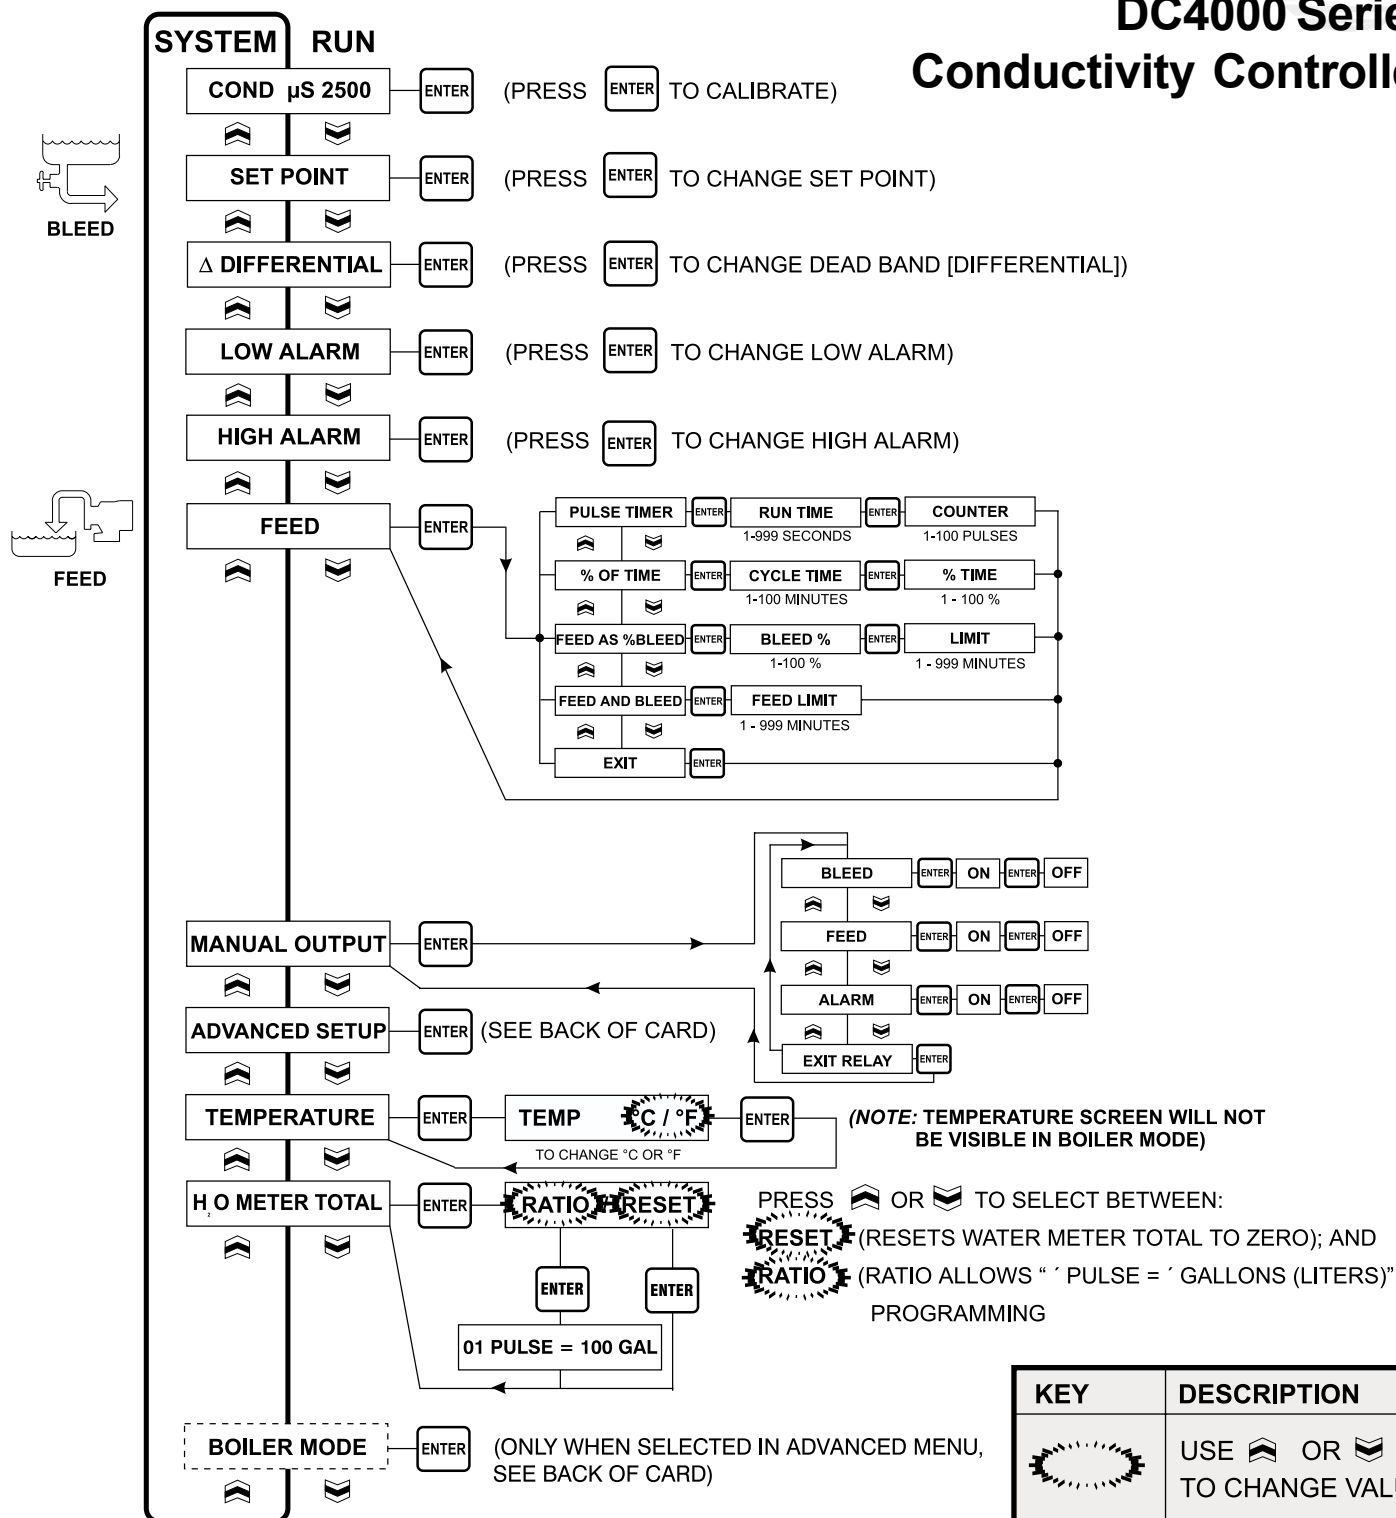 DC4000 Serie
Conductivity Controlle
SYSTEM RUN
COND µS 2500 ENTER (PRESS ENTER TO CALIBRATE)
SET POINT ENTER (PRESS ENTER TO CHANGE SET POINT)
BLEED
Δ DIFFERENTIAL ENTER (PRESS ENTER TO CHANGE DEAD BAND [DIFFERENTIAL])
LOW ALARM ENTER (PRESS ENTER TO CHANGE LOW ALARM)
HIGH ALARM ENTER (PRESS ENTER TO CHANGE HIGH ALARM)
FEED ENTER
FEED
PULSE TIMER ENTER RUN TIME ENTER COUNTER
1-999 SECONDS 1-100 PULSES
% OF TIME ENTER CYCLE TIME ENTER % TIME
1-100 MINUTES 1 - 100 %
FEED AS %BLEED ENTER BLEED % ENTER LIMIT
1-100 % 1 - 999 MINUTES
FEED AND BLEED ENTER FEED LIMIT
1 - 999 MINUTES
EXIT ENTER
MANUAL OUTPUT ENTER
BLEED ENTER ON ENTER OFF
FEED ENTER ON ENTER OFF
ALARM ENTER ON ENTER OFF
EXIT RELAY ENTER
ADVANCED SETUP ENTER (SEE BACK OF CARD)
TEMPERATURE ENTER TEMP °C / °F ENTER
TO CHANGE °C OR °F
(NOTE: TEMPERATURE SCREEN WILL NOT
BE VISIBLE IN BOILER MODE)
H2O METER TOTAL ENTER RATIO / RESET
ENTER ENTER
01 PULSE = 100 GAL
PRESS OR TO SELECT BETWEEN:
RESET (RESETS WATER METER TOTAL TO ZERO); AND
RATIO (RATIO ALLOWS “ ´ PULSE = ´ GALLONS (LITERS)”
PROGRAMMING
BOILER MODE ENTER (ONLY WHEN SELECTED IN ADVANCED MENU,
SEE BACK OF CARD)
KEY DESCRIPTION
USE OR
TO CHANGE VALU